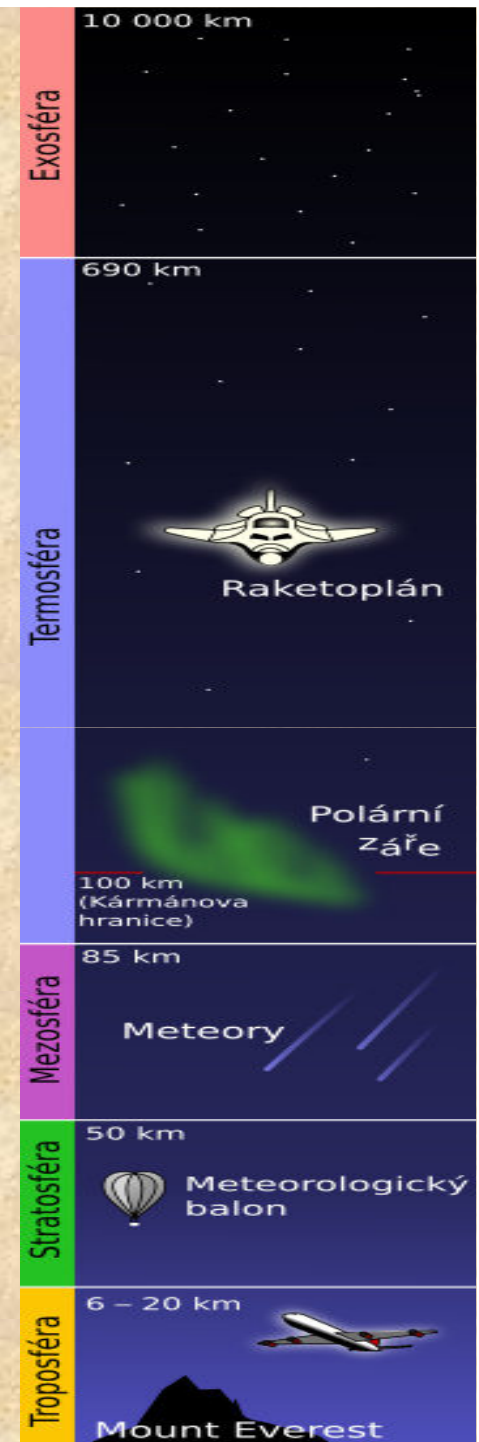 10 000 km
Exosféra
690 km
Termosféra
Raketoplán
Polární
záře
100 km
(Kármánova
hranice)
85 km
Mezosféra
Meteory
50 km
Stratosféra
Meteorologický
balon
6 – 20 km
Troposféra
Mount Everest